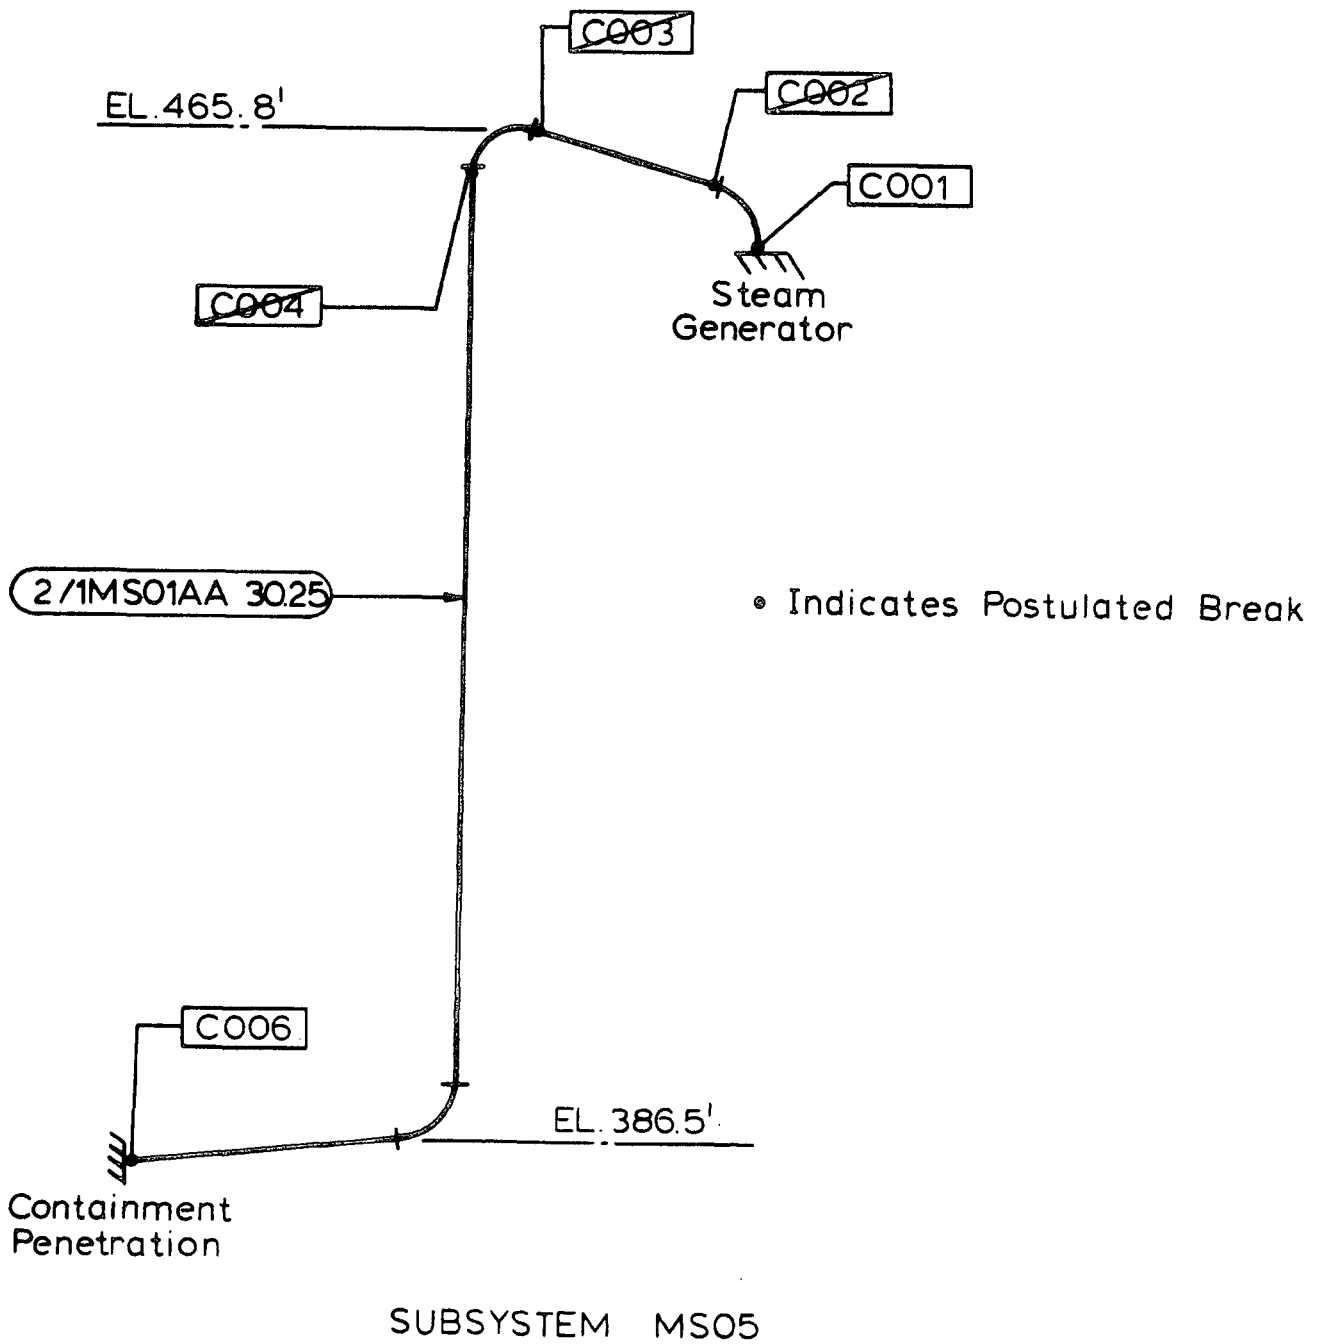 C003
EL.465.8'
C002
C001
C004
Steam
Generator
2/1MS01AA 30.25
Indicates Postulated Break
C006
EL.386.5'
Containment
Penetration
SUBSYSTEM MS05